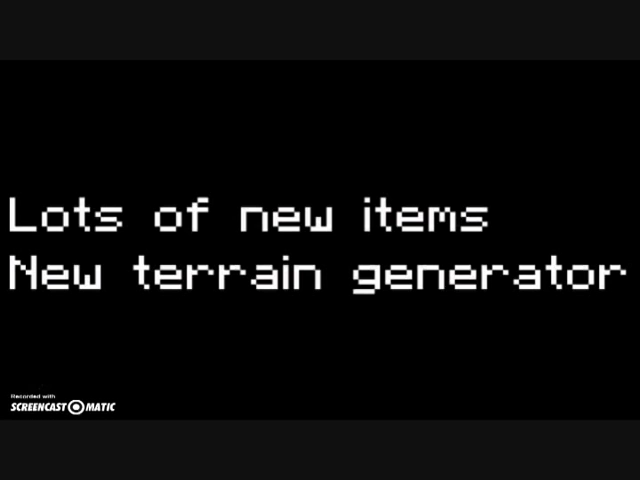 Lots of new items
New terrain generator
Recorded with
SCREENCAST MATIC